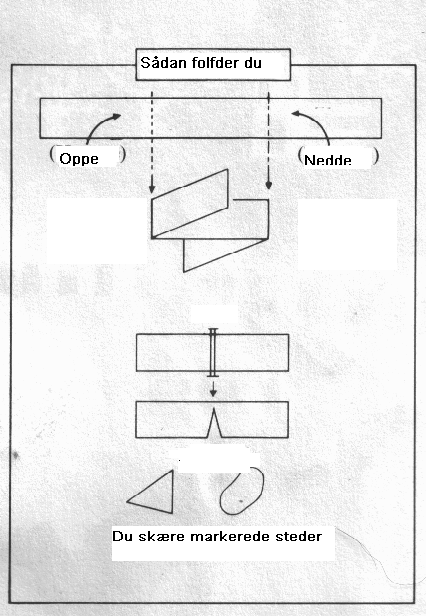 Sådan folfder du
(Oppe)
(Nedde)
Du skære markerede steder